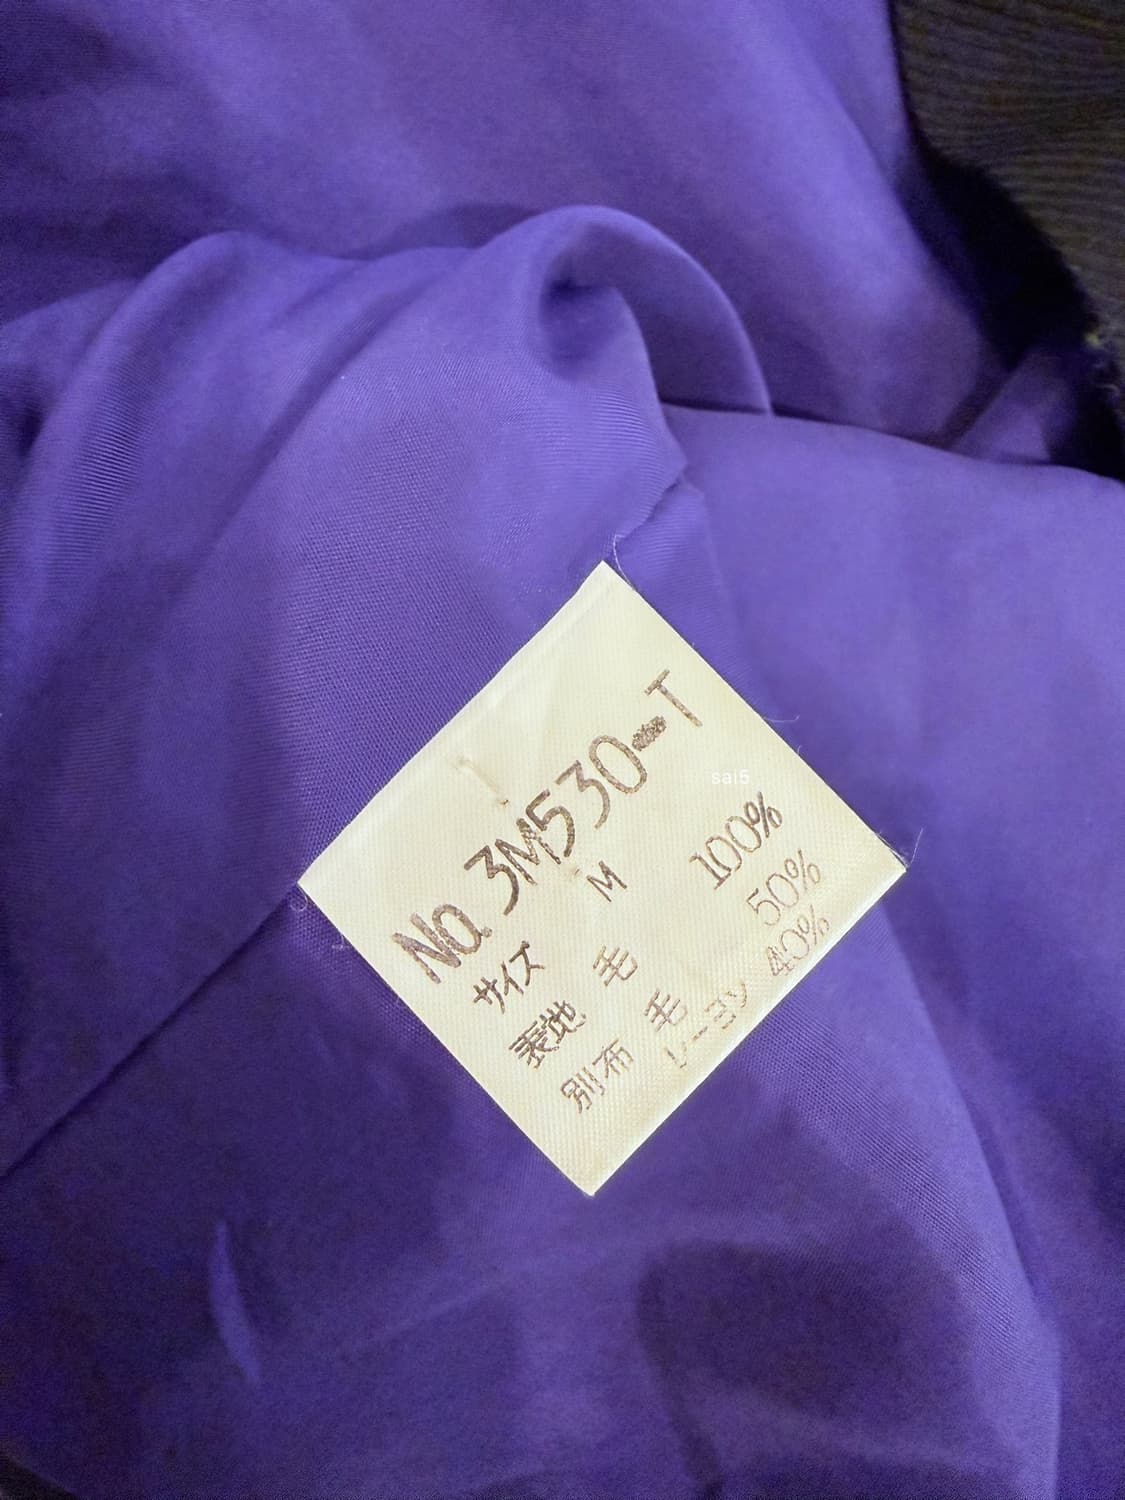 No. 3M530-T
サイズ M
表地 毛 100%
別布 毛 50%
レーヨン 40%
sai5